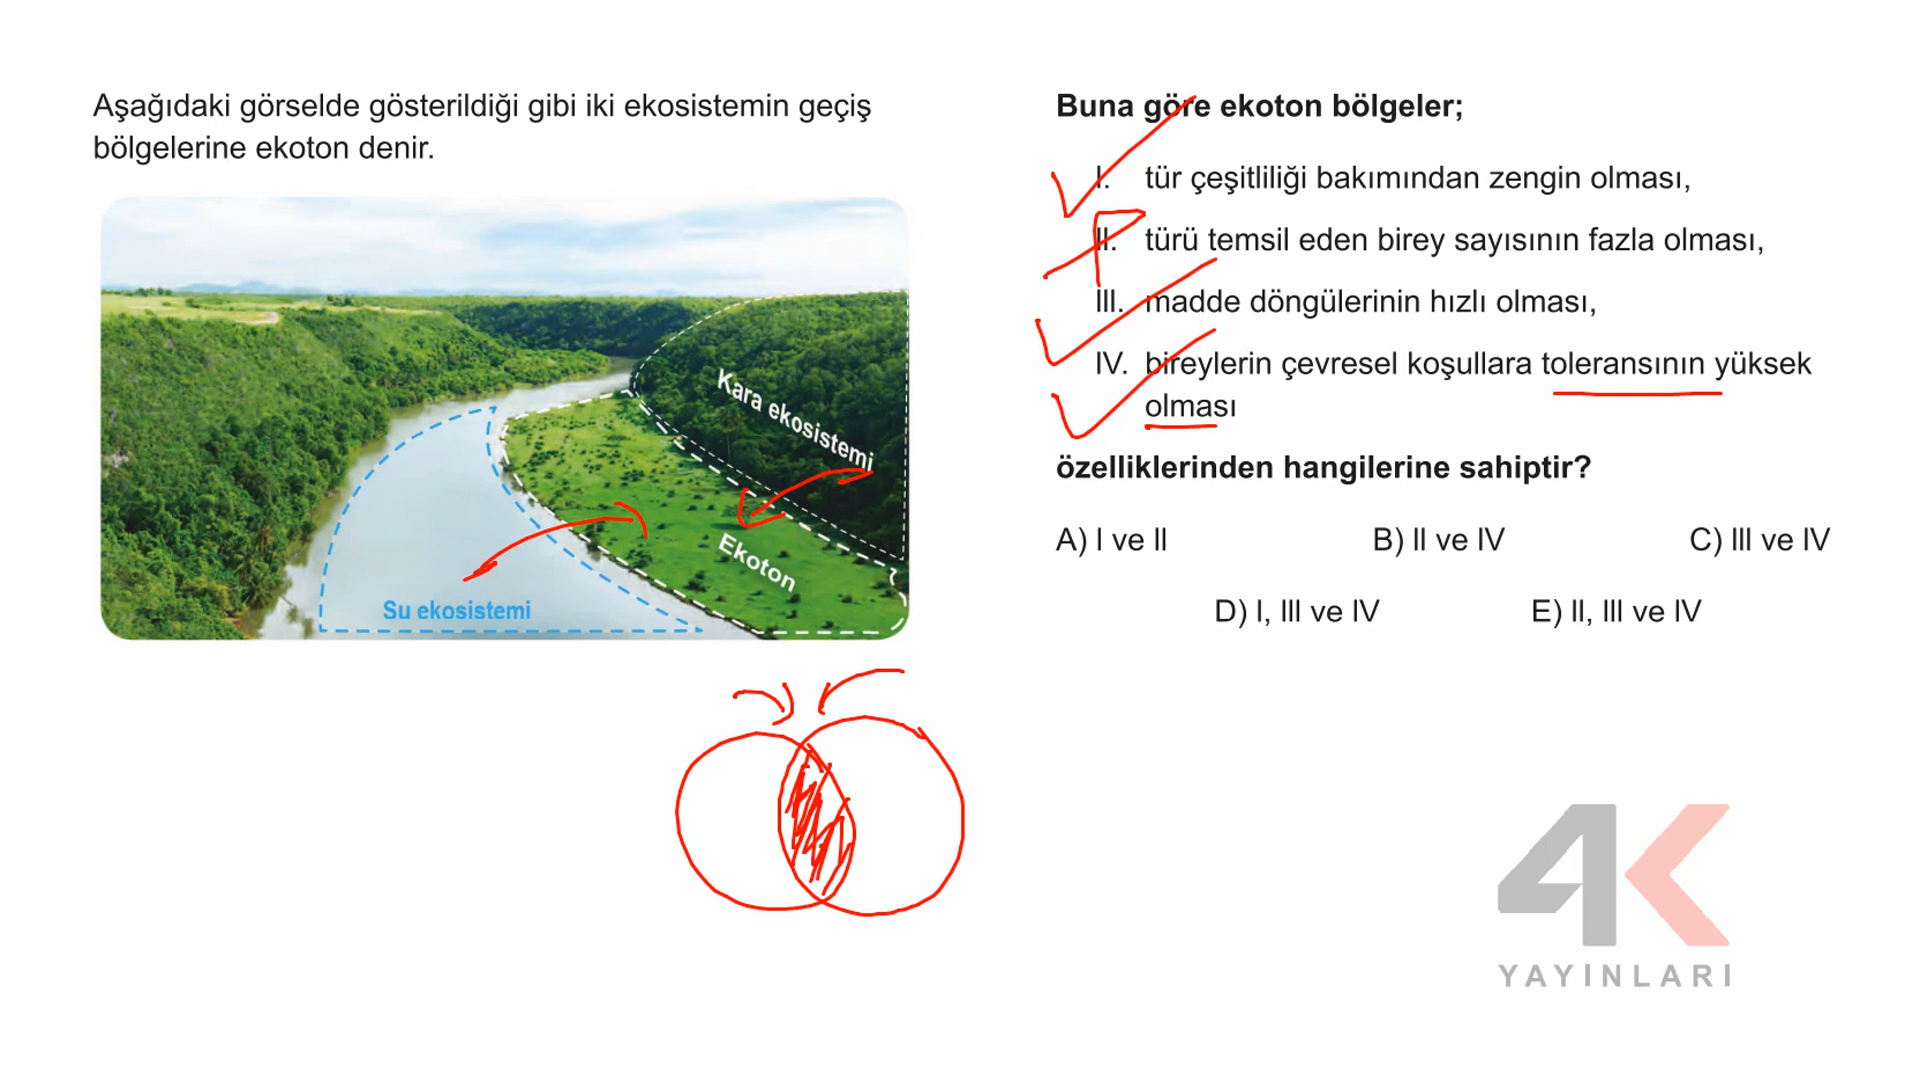 Aşağıdaki görselde gösterildiği gibi iki ekosistemin geçiş
bölgelerine ekoton denir.
Kara ekosistemi
Ekoton
Su ekosistemi
Buna göre ekoton bölgeler;
I. tür çeşitliliği bakımından zengin olması,
II. türü temsil eden birey sayısının fazla olması,
III. madde döngülerinin hızlı olması,
IV. bireylerin çevresel koşullara toleransının yüksek
olması
özelliklerinden hangilerine sahiptir?
A) I ve II B) II ve IV C) III ve IV
D) I, III ve IV E) II, III ve IV
4K
YAYINLARI